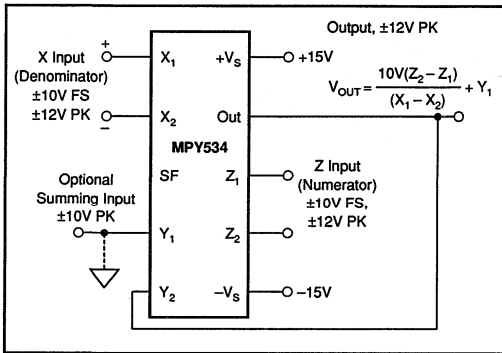 Output, ±12V PK
X Input
(Denominator)
±10V FS
±12V PK
+
–
X₁
X₂
+Vₛ
+15V
Out
V_OUT = 10V(Z₂ – Z₁) / (X₁ – X₂) + Y₁
MPY534
SF
Z₁
Z₂
Z Input
(Numerator)
±10V FS,
±12V PK
Optional
Summing Input
±10V PK
Y₁
Y₂
–Vₛ
–15V